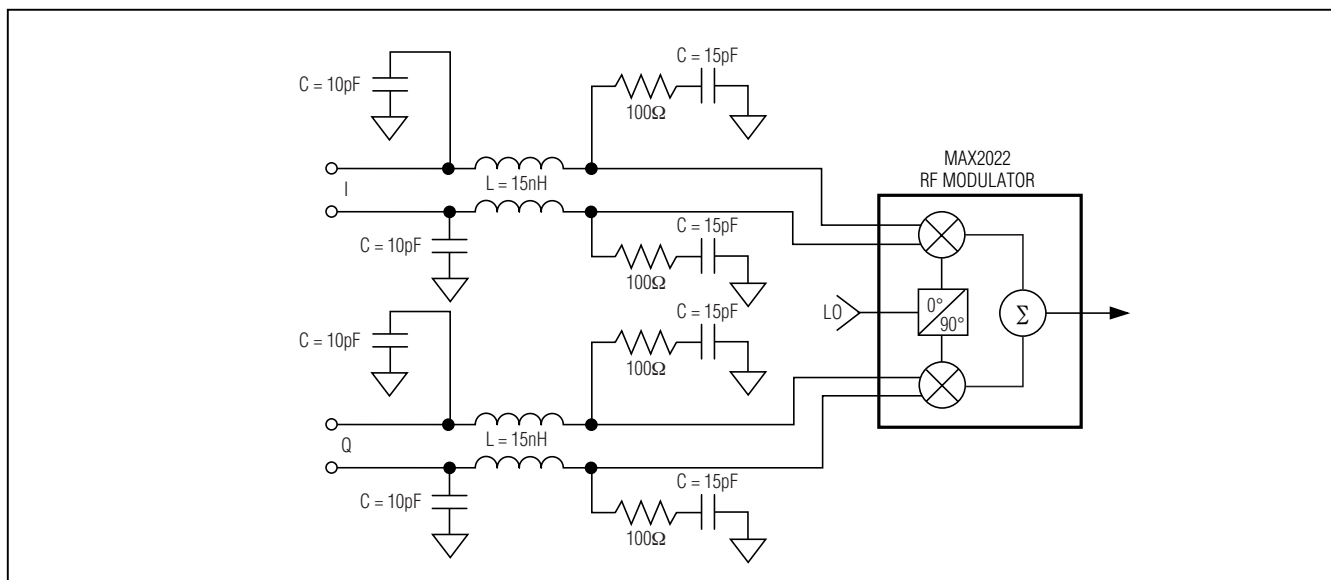 C = 15pF
C = 10pF
100Ω
MAX2022
RF MODULATOR
L = 15nH
I
C = 15pF
C = 10pF
100Ω
LO
0°
90°
Σ
C = 15pF
C = 10pF
100Ω
L = 15nH
Q
C = 15pF
C = 10pF
100Ω